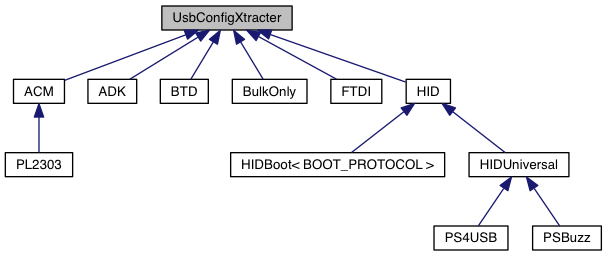 UsbConfigXtracter
ACM
ADK
BTD
BulkOnly
FTDI
HID
PL2303
HIDBoot< BOOT_PROTOCOL >
HIDUniversal
PS4USB
PSBuzz